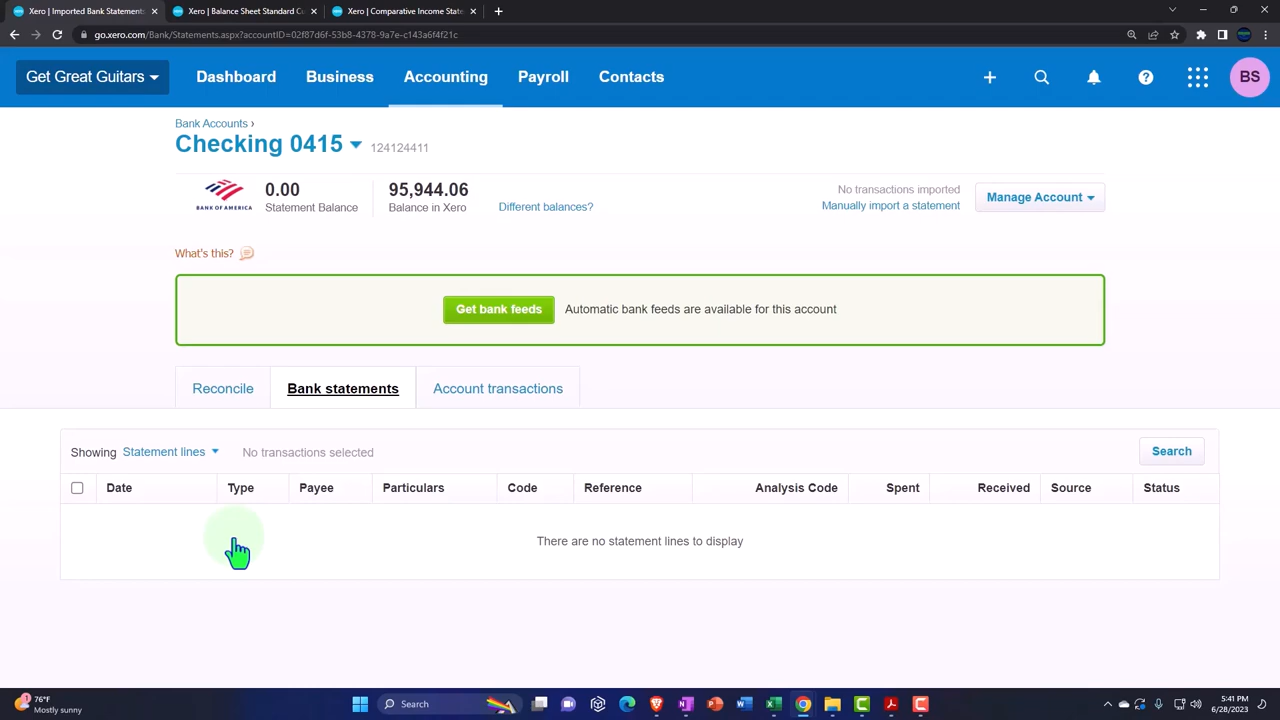 Xero | Imported Bank Statements
Xero | Balance Sheet Standard C
Xero | Comparative Income State
go.xero.com/Bank/Statements.aspx?accountID=02f87d6f-53b8-4378-9a7e-c143a6f4f21c
Get Great Guitars
Dashboard
Business
Accounting
Payroll
Contacts
BS
Bank Accounts ›
Checking 0415
124124411
BANK OF AMERICA
0.00
Statement Balance
95,944.06
Balance in Xero
Different balances?
No transactions imported
Manually import a statement
Manage Account
What's this?
Get bank feeds
Automatic bank feeds are available for this account
Reconcile
Bank statements
Account transactions
Showing Statement lines
No transactions selected
Search
Date Type Payee Particulars Code Reference Analysis Code Spent Received Source Status
There are no statement lines to display
1
76°F
Mostly sunny
Search
5:41 PM
6/28/2023